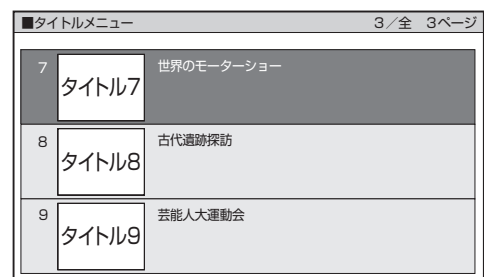 ■タイトルメニュー 3／全 3ページ
7 タイトル7 世界のモーターショー
8 タイトル8 古代遺跡探訪
9 タイトル9 芸能人大運動会